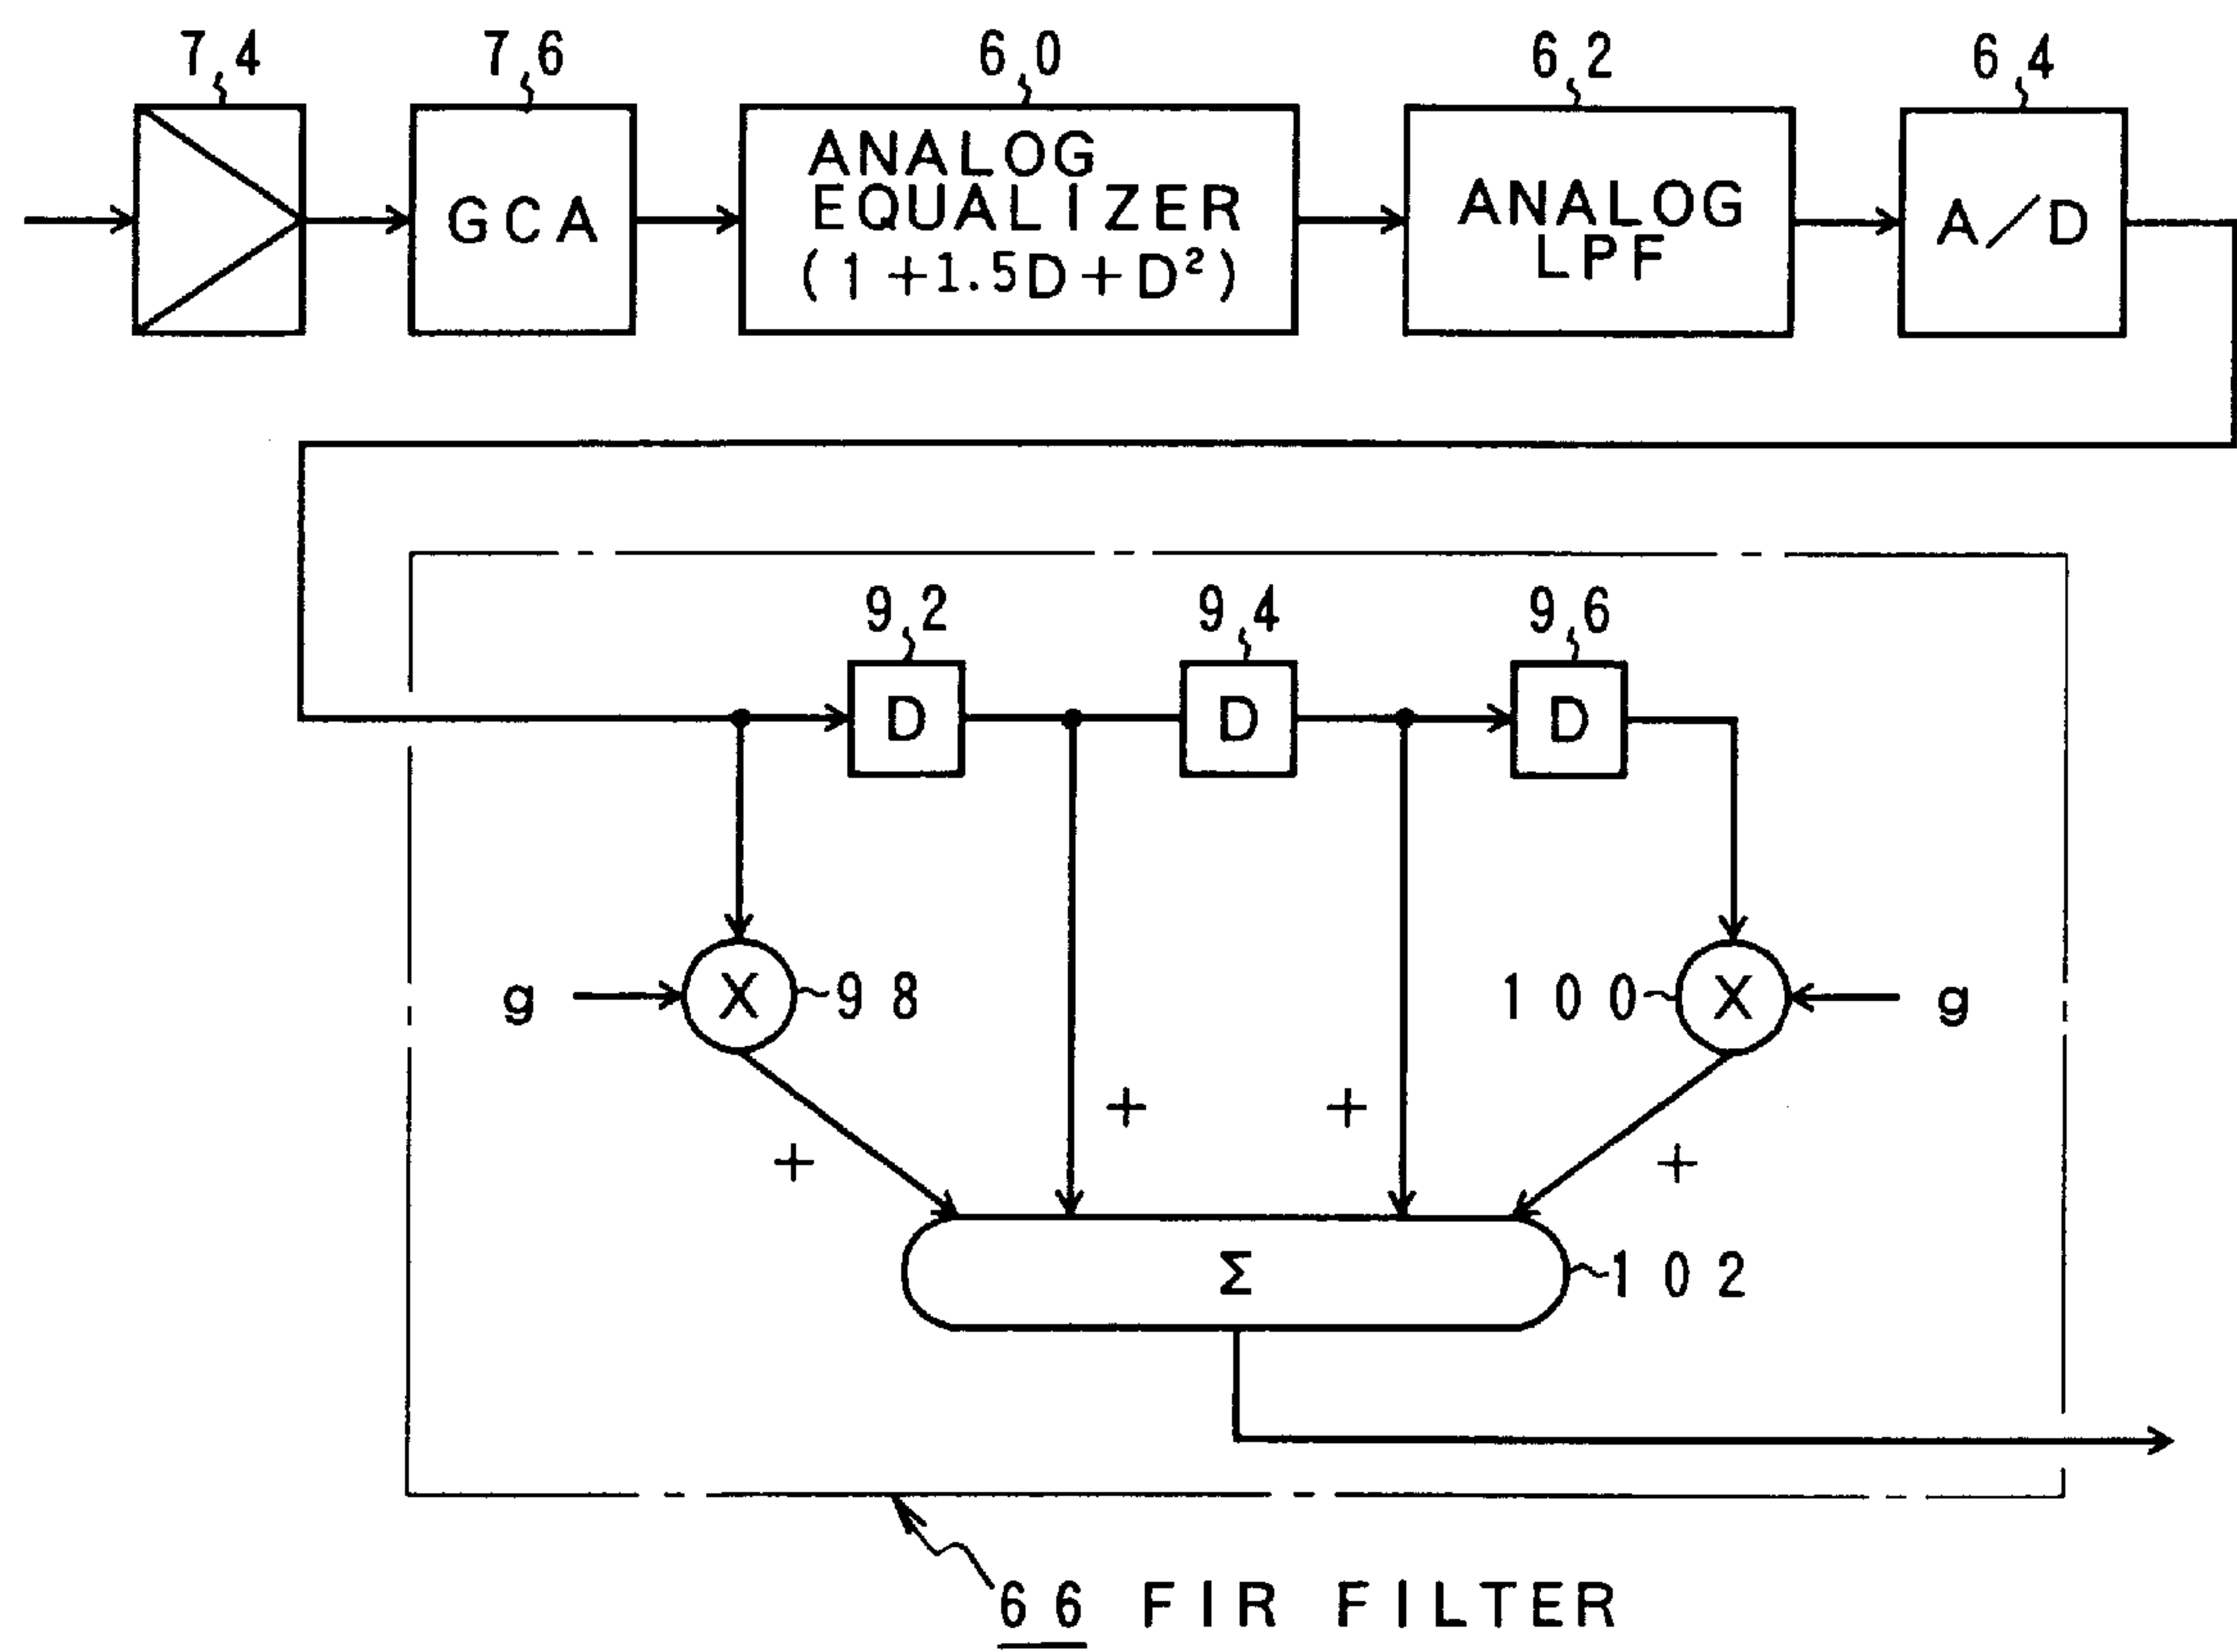 74 76 60 62 64
GCA
ANALOG
EQUALIZER
(1+1.5D+D²)
ANALOG
LPF
A/D
92 94 96
D D D
g X 98 100 X g
+ +
+ +
Σ 102
66 FIR FILTER